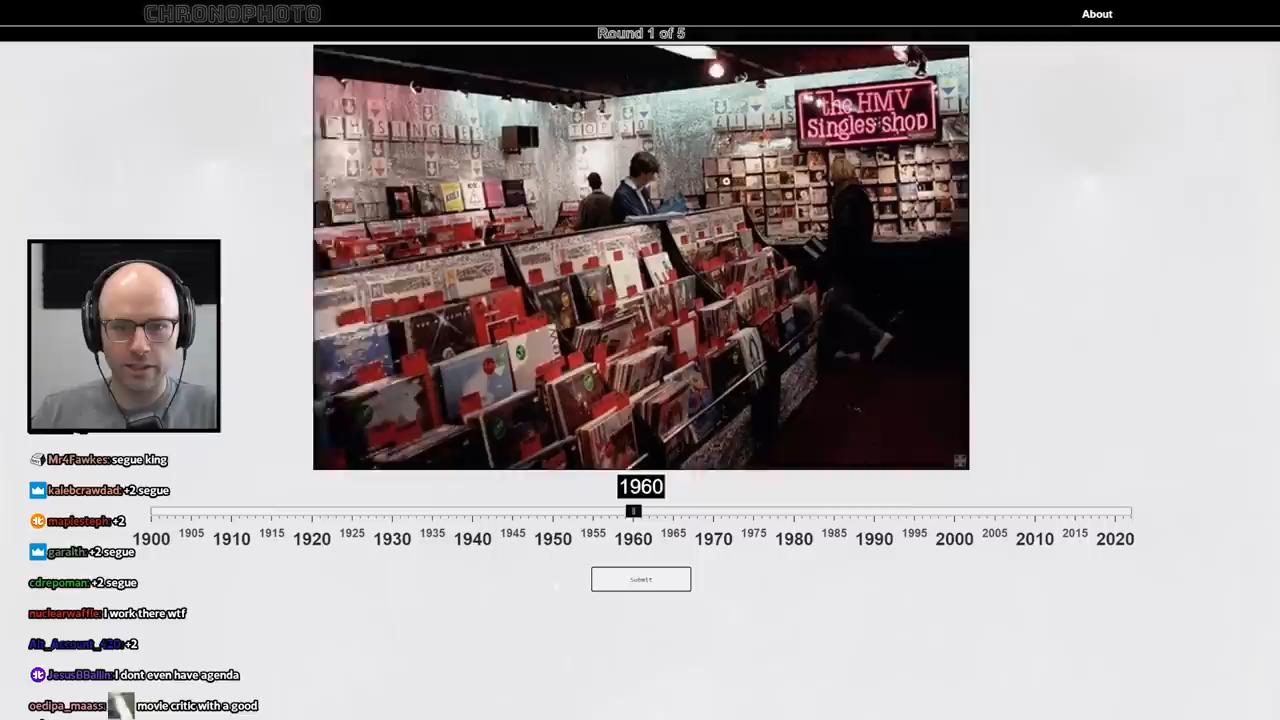 CHRONOPHOTO
About
Round 1 of 5
SINGLES
TOP 50
the HMV
Singles shop
1960
1900 1905 1910 1915 1920 1925 1930 1935 1940 1945 1950 1955 1960 1965 1970 1975 1980 1985 1990 1995 2000 2005 2010 2015 2020
Submit
Mr4Fawkes: segue king
kalebcrawdad: +2 segue
maplesteph: +2
garalth: +2 segue
cdrepoman: +2 segue
nuclearwaffle: I work there wtf
Alt_Account_420: +2
JesusBBallin: I dont even have agenda
oedipa_maass: movie critic with a good